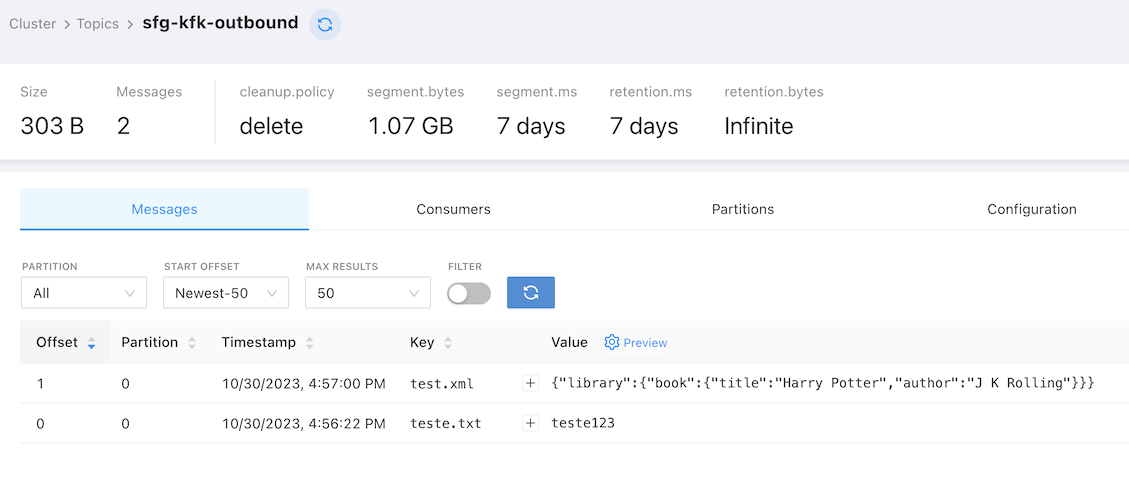 Cluster > Topics > sfg-kfk-outbound
Size Messages cleanup.policy segment.bytes segment.ms retention.ms retention.bytes
303 B 2 delete 1.07 GB 7 days 7 days Infinite
Messages Consumers Partitions Configuration
PARTITION START OFFSET MAX RESULTS FILTER
All Newest-50 50
Offset Partition Timestamp Key Value Preview
1 0 10/30/2023, 4:57:00 PM test.xml + {"library":{"book":{"title":"Harry Potter","author":"J K Rolling"}}}
0 0 10/30/2023, 4:56:22 PM teste.txt + teste123